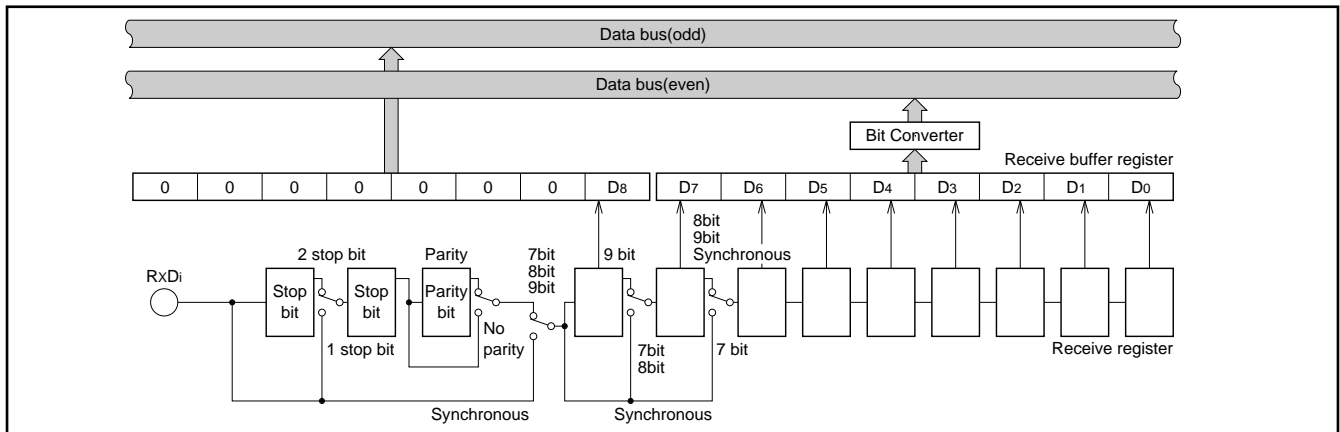 Data bus(odd)
Data bus(even)
Bit Converter
Receive buffer register
0 0 0 0 0 0 0 D8 D7 D6 D5 D4 D3 D2 D1 D0
8bit
9bit
Synchronous
2 stop bit
Parity
7bit
8bit
9bit
9 bit
RxDi
Stop bit
Stop bit
Parity bit
1 stop bit
No parity
7bit
8bit
7 bit
Receive register
Synchronous
Synchronous